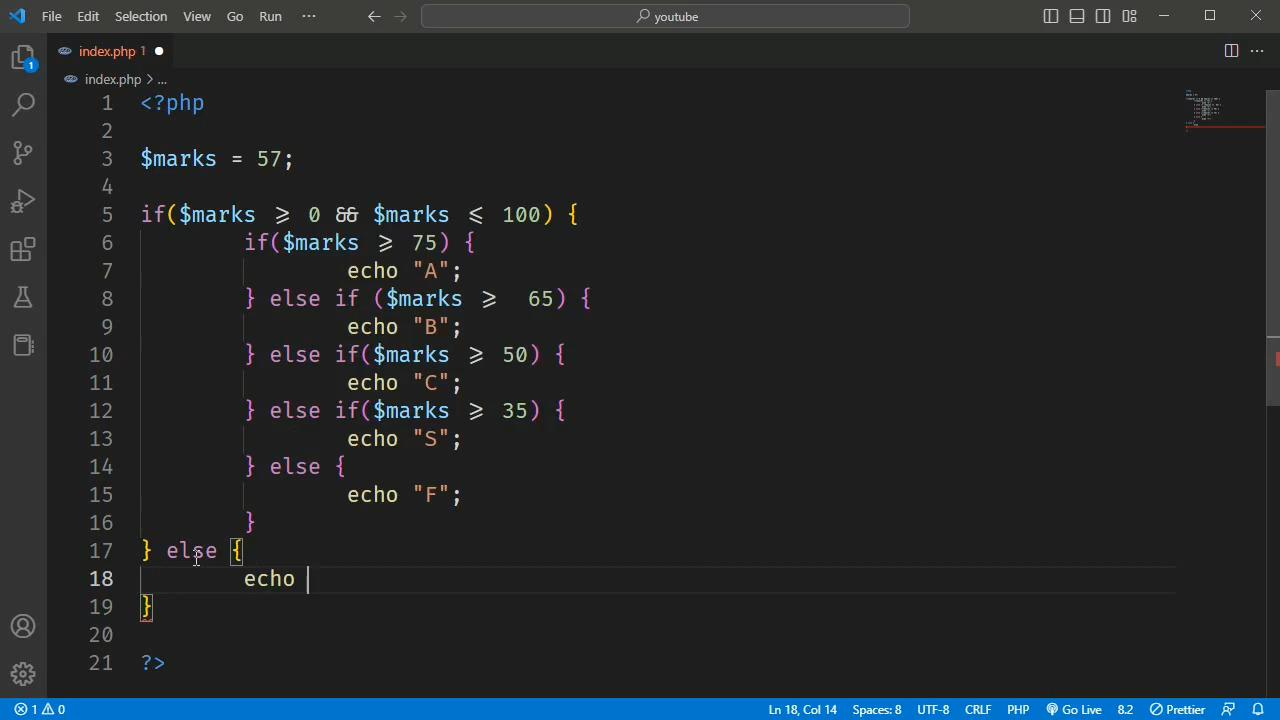 File Edit Selection View Go Run ··· youtube
index.php 1
index.php > ...
1 <?php
2
3 $marks = 57;
4
5 if($marks >= 0 && $marks <= 100) {
6 if($marks >= 75) {
7 echo "A";
8 } else if ($marks >= 65) {
9 echo "B";
10 } else if($marks >= 50) {
11 echo "C";
12 } else if($marks >= 35) {
13 echo "S";
14 } else {
15 echo "F";
16 }
17 } else {
18 echo
19 }
20
21 ?>
1
1 0 Ln 18, Col 14 Spaces: 8 UTF-8 CRLF PHP Go Live 8.2 Prettier